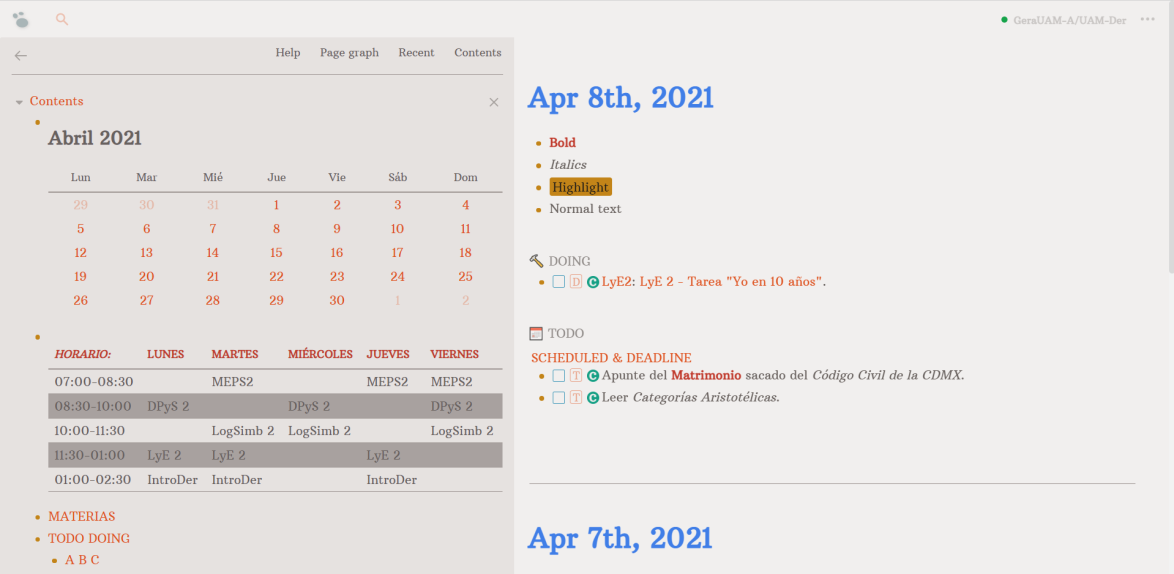 GeraUAM-A/UAM-Der
Help Page graph Recent Contents
Contents
Abril 2021
Lun Mar Mié Jue Vie Sáb Dom
29 30 31 1 2 3 4
5 6 7 8 9 10 11
12 13 14 15 16 17 18
19 20 21 22 23 24 25
26 27 28 29 30 1 2
HORARIO: LUNES MARTES MIÉRCOLES JUEVES VIERNES
07:00-08:30 MEPS2 MEPS2 MEPS2
08:30-10:00 DPyS 2 DPyS 2 DPyS 2
10:00-11:30 LogSimb 2 LogSimb 2 LogSimb 2
11:30-01:00 LyE 2 LyE 2 LyE 2
01:00-02:30 IntroDer IntroDer IntroDer
MATERIAS
TODO DOING
A B C
Apr 8th, 2021
Bold
Italics
Highlight
Normal text
DOING
D C LyE2: LyE 2 - Tarea "Yo en 10 años".
TODO
SCHEDULED & DEADLINE
T C Apunte del Matrimonio sacado del Código Civil de la CDMX.
T C Leer Categorías Aristotélicas.
Apr 7th, 2021